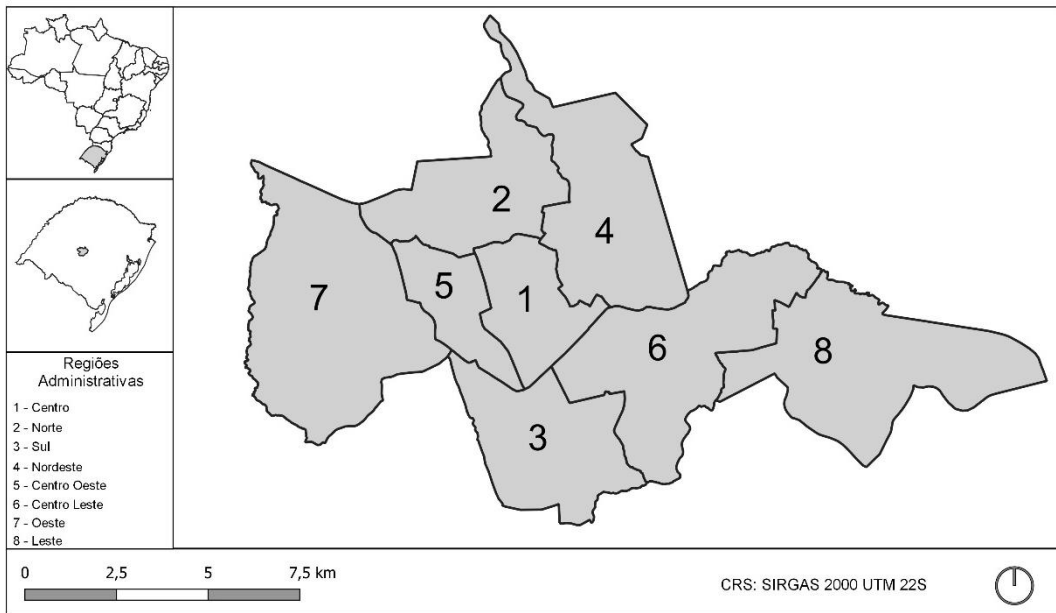 Regiões
Administrativas
1 - Centro
2 - Norte
3 - Sul
4 - Nordeste
5 - Centro Oeste
6 - Centro Leste
7 - Oeste
8 - Leste
2
4
7
5
1
6
8
3
0 2,5 5 7,5 km
CRS: SIRGAS 2000 UTM 22S